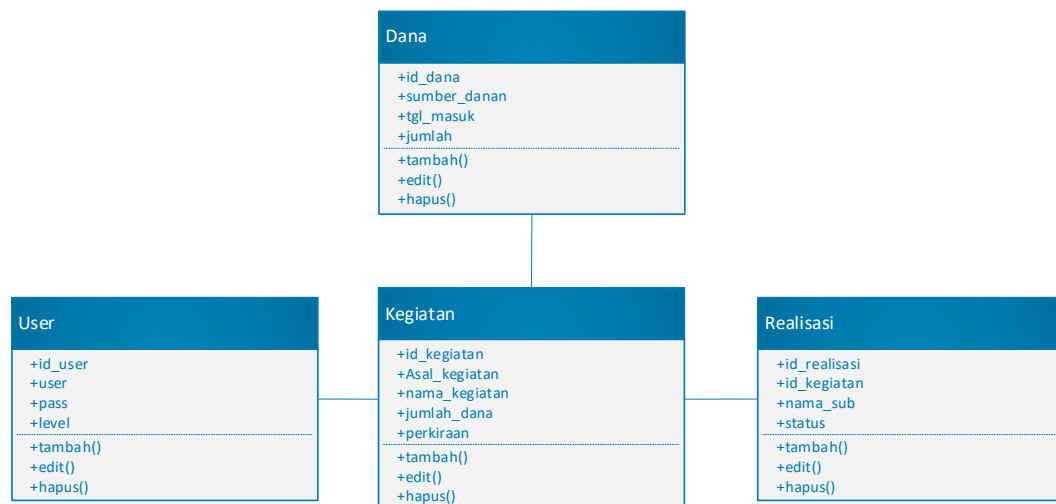 Dana
+id_dana
+sumber_danan
+tgl_masuk
+jumlah
+tambah()
+edit()
+hapus()
User
+id_user
+user
+pass
+level
+tambah()
+edit()
+hapus()
Kegiatan
+id_kegiatan
+Asal_kegiatan
+nama_kegiatan
+jumlah_dana
+perkiraan
+tambah()
+edit()
+hapus()
Realisasi
+id_realisasi
+id_kegiatan
+nama_sub
+status
+tambah()
+edit()
+hapus()